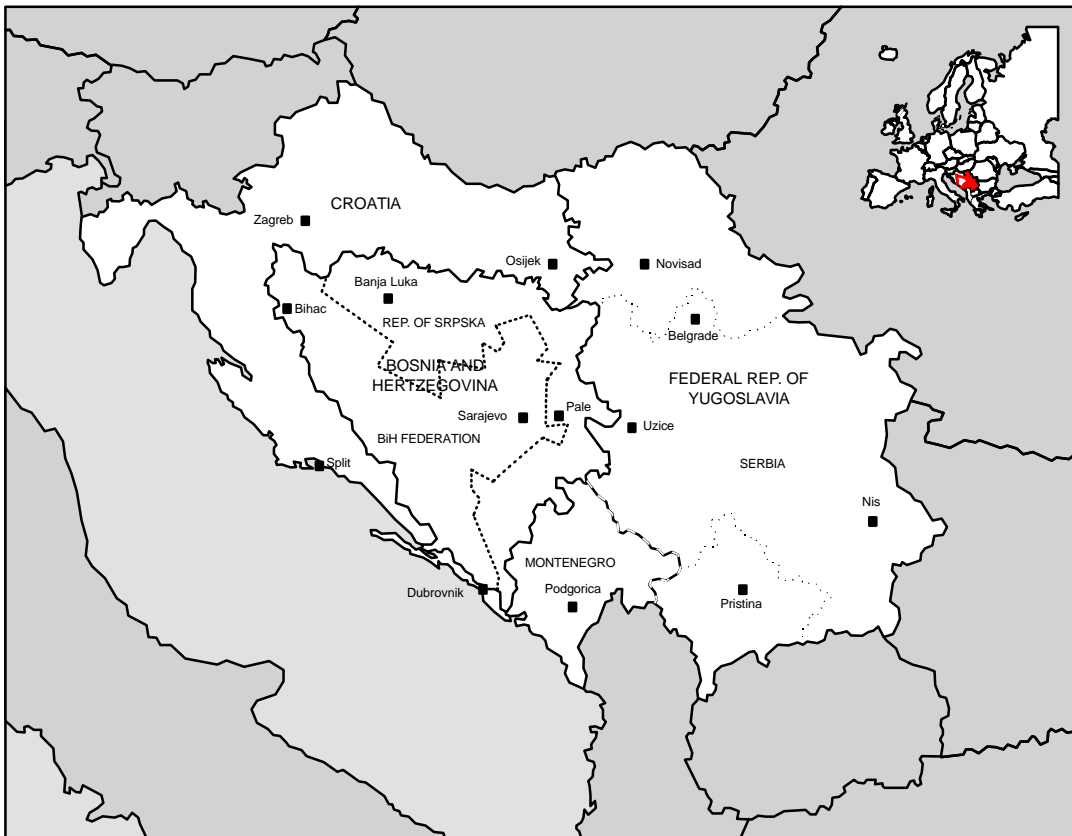 CROATIA
Zagreb
Osijek
Novisad
Banja Luka
Bihac
REP. OF SRPSKA
Belgrade
BOSNIA AND
HERTZEGOVINA
FEDERAL REP. OF
YUGOSLAVIA
Sarajevo
Pale
Uzice
BiH FEDERATION
Split
SERBIA
Nis
MONTENEGRO
Dubrovnik
Podgorica
Pristina